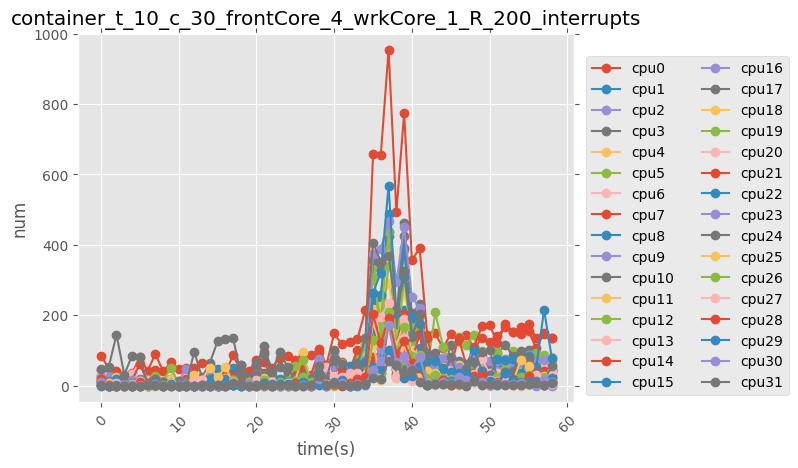 container_t_10_c_30_frontCore_4_wrkCore_1_R_200_interrupts
1000
800
600
400
200
0
num
0
10
20
30
40
50
60
time(s)
cpu0
cpu1
cpu2
cpu3
cpu4
cpu5
cpu6
cpu7
cpu8
cpu9
cpu10
cpu11
cpu12
cpu13
cpu14
cpu15
cpu16
cpu17
cpu18
cpu19
cpu20
cpu21
cpu22
cpu23
cpu24
cpu25
cpu26
cpu27
cpu28
cpu29
cpu30
cpu31